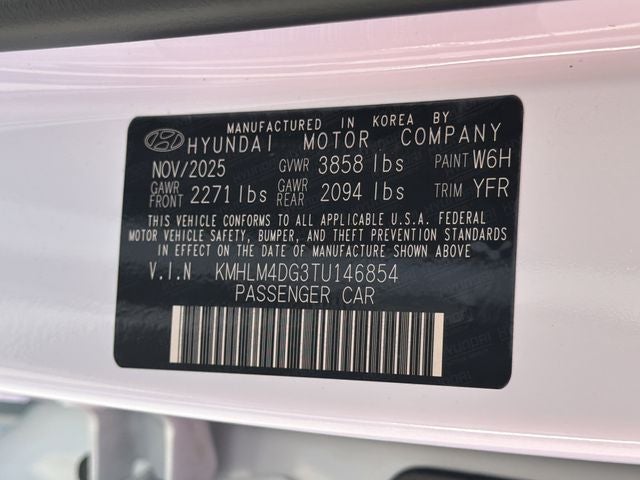 MANUFACTURED IN KOREA BY
HYUNDAI MOTOR COMPANY
NOV/2025 GVWR 3858 lbs PAINT W6H
GAWR FRONT 2271 lbs GAWR REAR 2094 lbs TRIM YFR
THIS VEHICLE CONFORMS TO ALL APPLICABLE U.S.A. FEDERAL
MOTOR VEHICLE SAFETY, BUMPER, AND THEFT PREVENTION STANDARDS
IN EFFECT ON THE DATE OF MANUFACTURE SHOWN ABOVE
V.I.N KMHLM4DG3TU146854
PASSENGER CAR